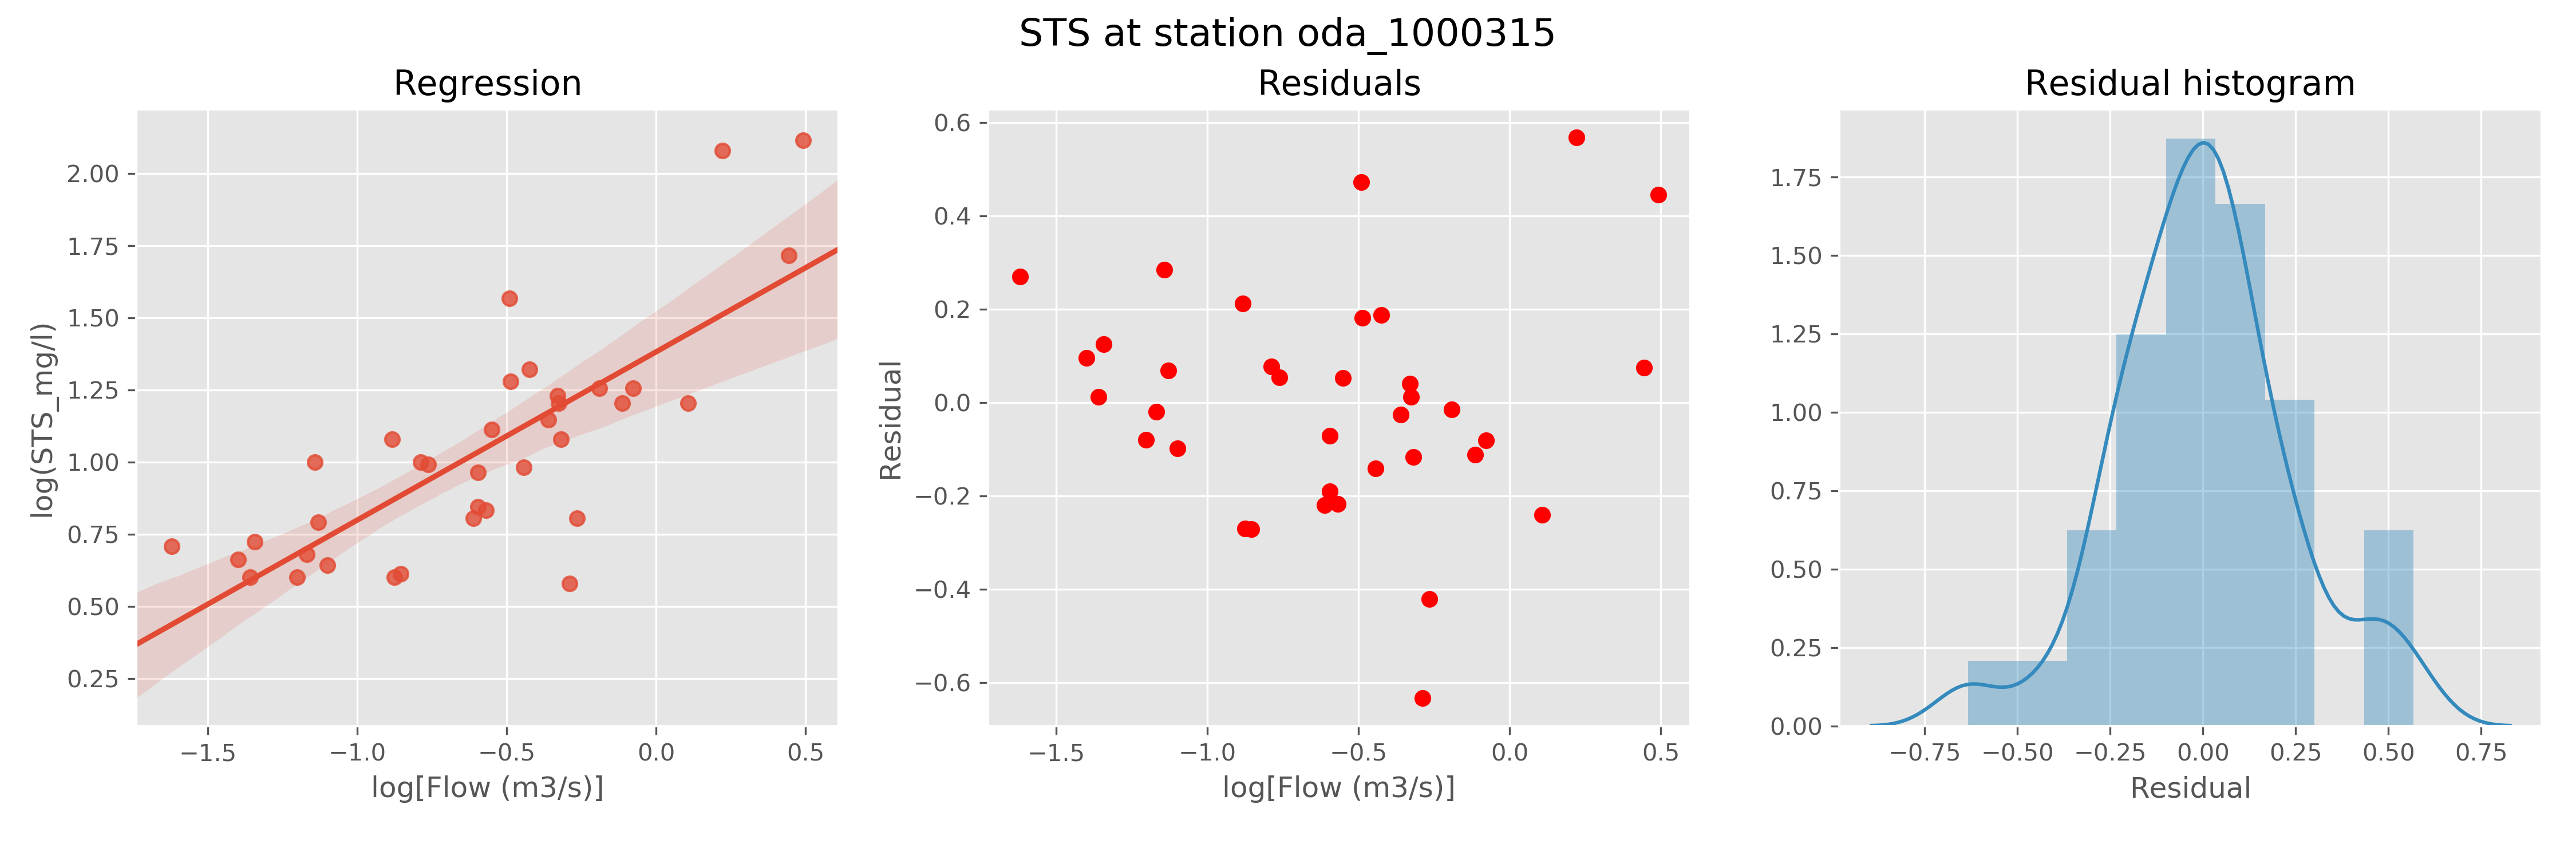 STS at station oda_1000315
Regression
log(STS_mg/l)
2.00
1.75
1.50
1.25
1.00
0.75
0.50
0.25
−1.5 −1.0 −0.5 0.0 0.5
log[Flow (m3/s)]
Residuals
Residual
0.6
0.4
0.2
0.0
−0.2
−0.4
−0.6
−1.5 −1.0 −0.5 0.0 0.5
log[Flow (m3/s)]
Residual histogram
1.75
1.50
1.25
1.00
0.75
0.50
0.25
0.00
−0.75 −0.50 −0.25 0.00 0.25 0.50 0.75
Residual